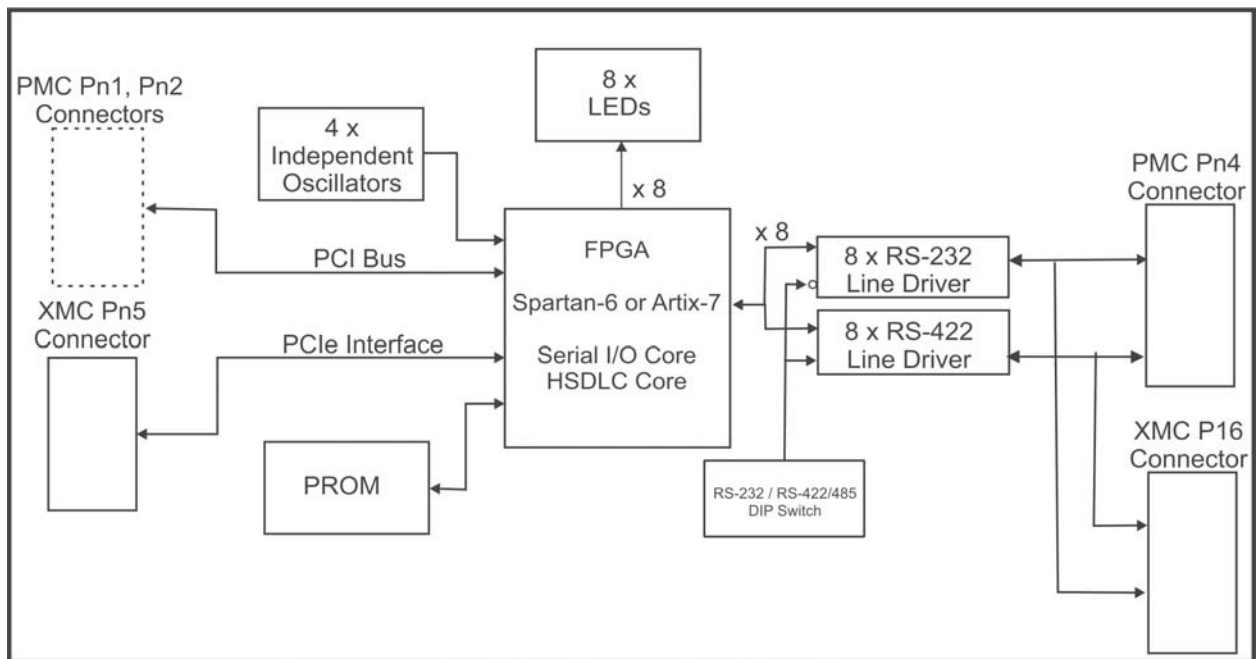 PMC Pn1, Pn2
Connectors
4 x
Independent
Oscillators
8 x
LEDs
x 8
PCI Bus
XMC Pn5
Connector
PCIe Interface
PROM
FPGA
Spartan-6 or Artix-7
Serial I/O Core
HSDLC Core
x 8
8 x RS-232
Line Driver
8 x RS-422
Line Driver
RS-232 / RS-422/485
DIP Switch
PMC Pn4
Connector
XMC P16
Connector